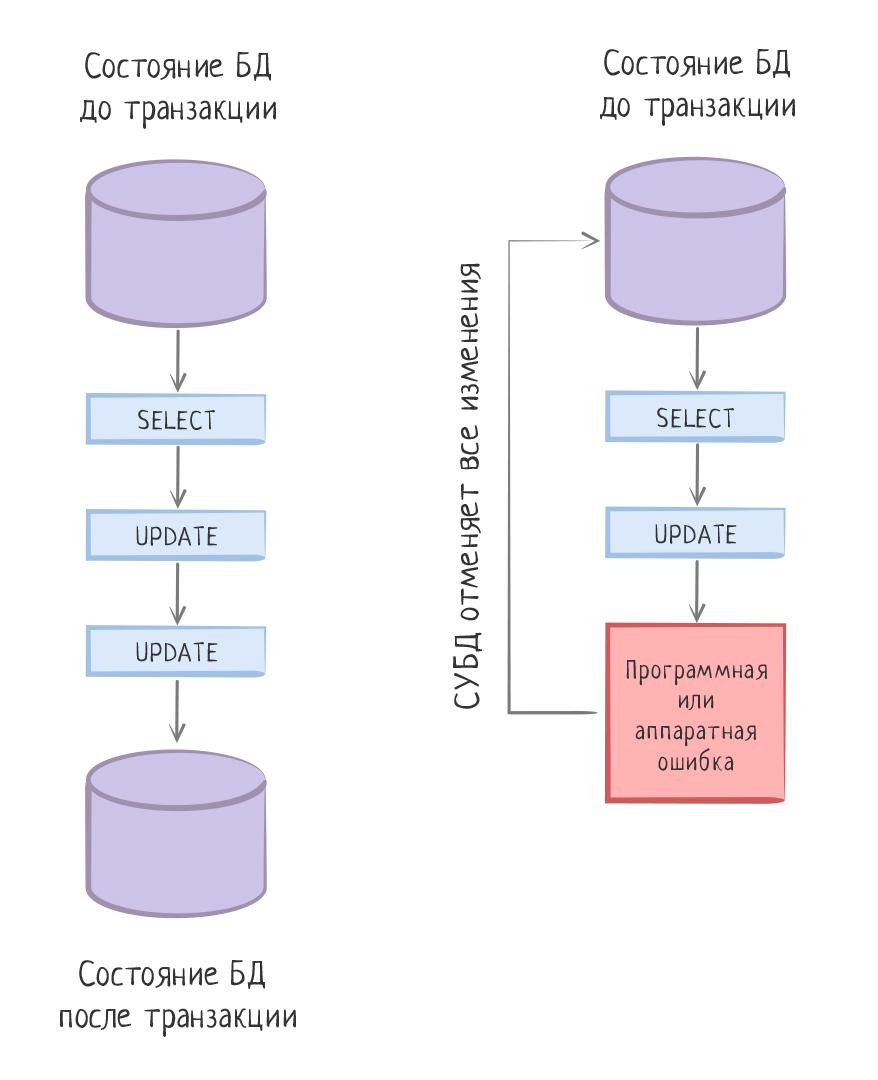 Состояние БД
до транзакции
SELECT
UPDATE
UPDATE
Состояние БД
после транзакции
Состояние БД
до транзакции
СУБД отменяет все изменения
SELECT
UPDATE
Программная
или
аппаратная
ошибка